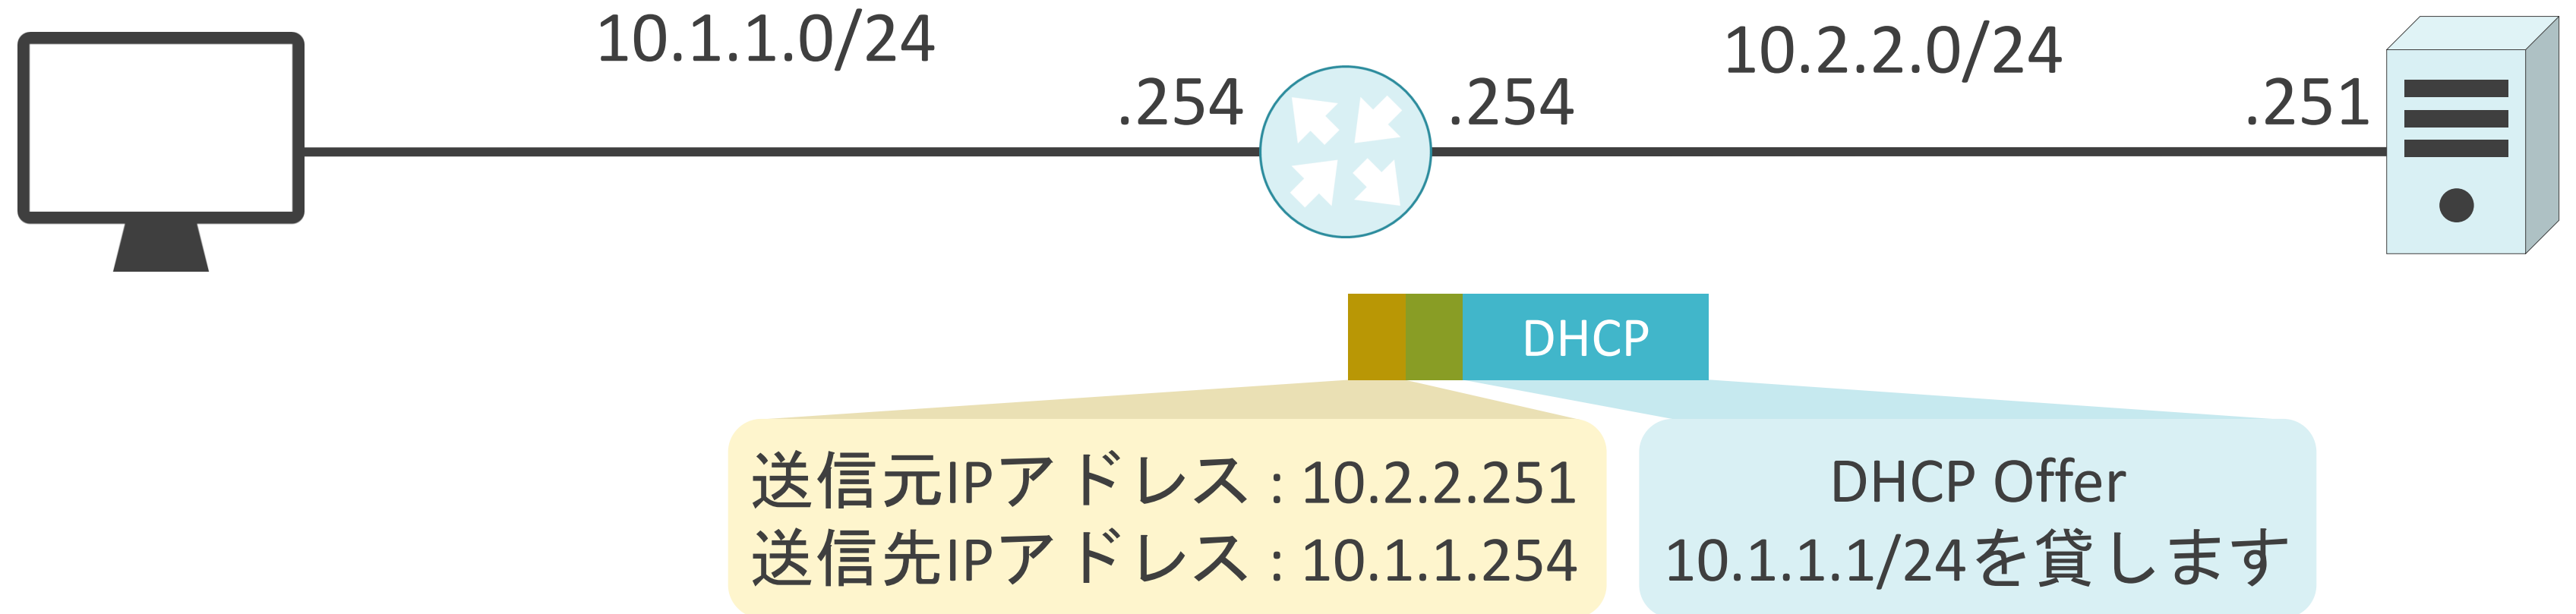 10.1.1.0/24
10.2.2.0/24
.254
.254
.251
DHCP
送信元IPアドレス : 10.2.2.251
送信先IPアドレス : 10.1.1.254
DHCP Offer
10.1.1.1/24を貸します